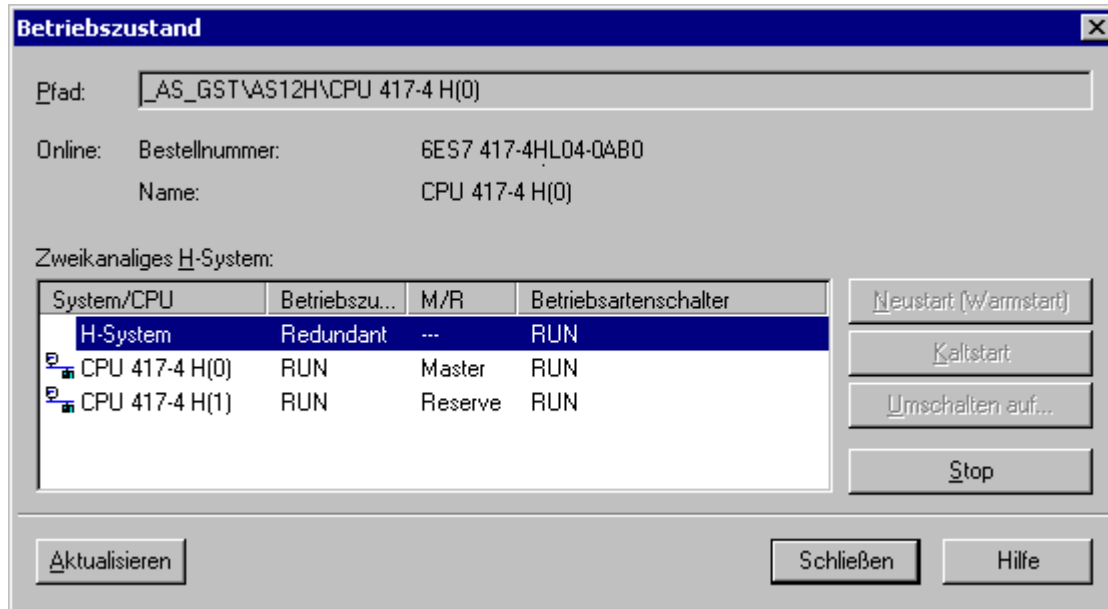 Betriebszustand
Pfad: _AS_GST\AS12H\CPU 417-4 H(0)
Online: Bestellnummer: 6ES7 417-4HL04-0AB0
Name: CPU 417-4 H(0)
Zweikanaliges H-System:
System/CPU Betriebszu... M/R Betriebsartenschalter
H-System Redundant --- RUN
CPU 417-4 H(0) RUN Master RUN
CPU 417-4 H(1) RUN Reserve RUN
Neustart (Warmstart)
Kaltstart
Umschalten auf...
Stop
Aktualisieren Schließen Hilfe